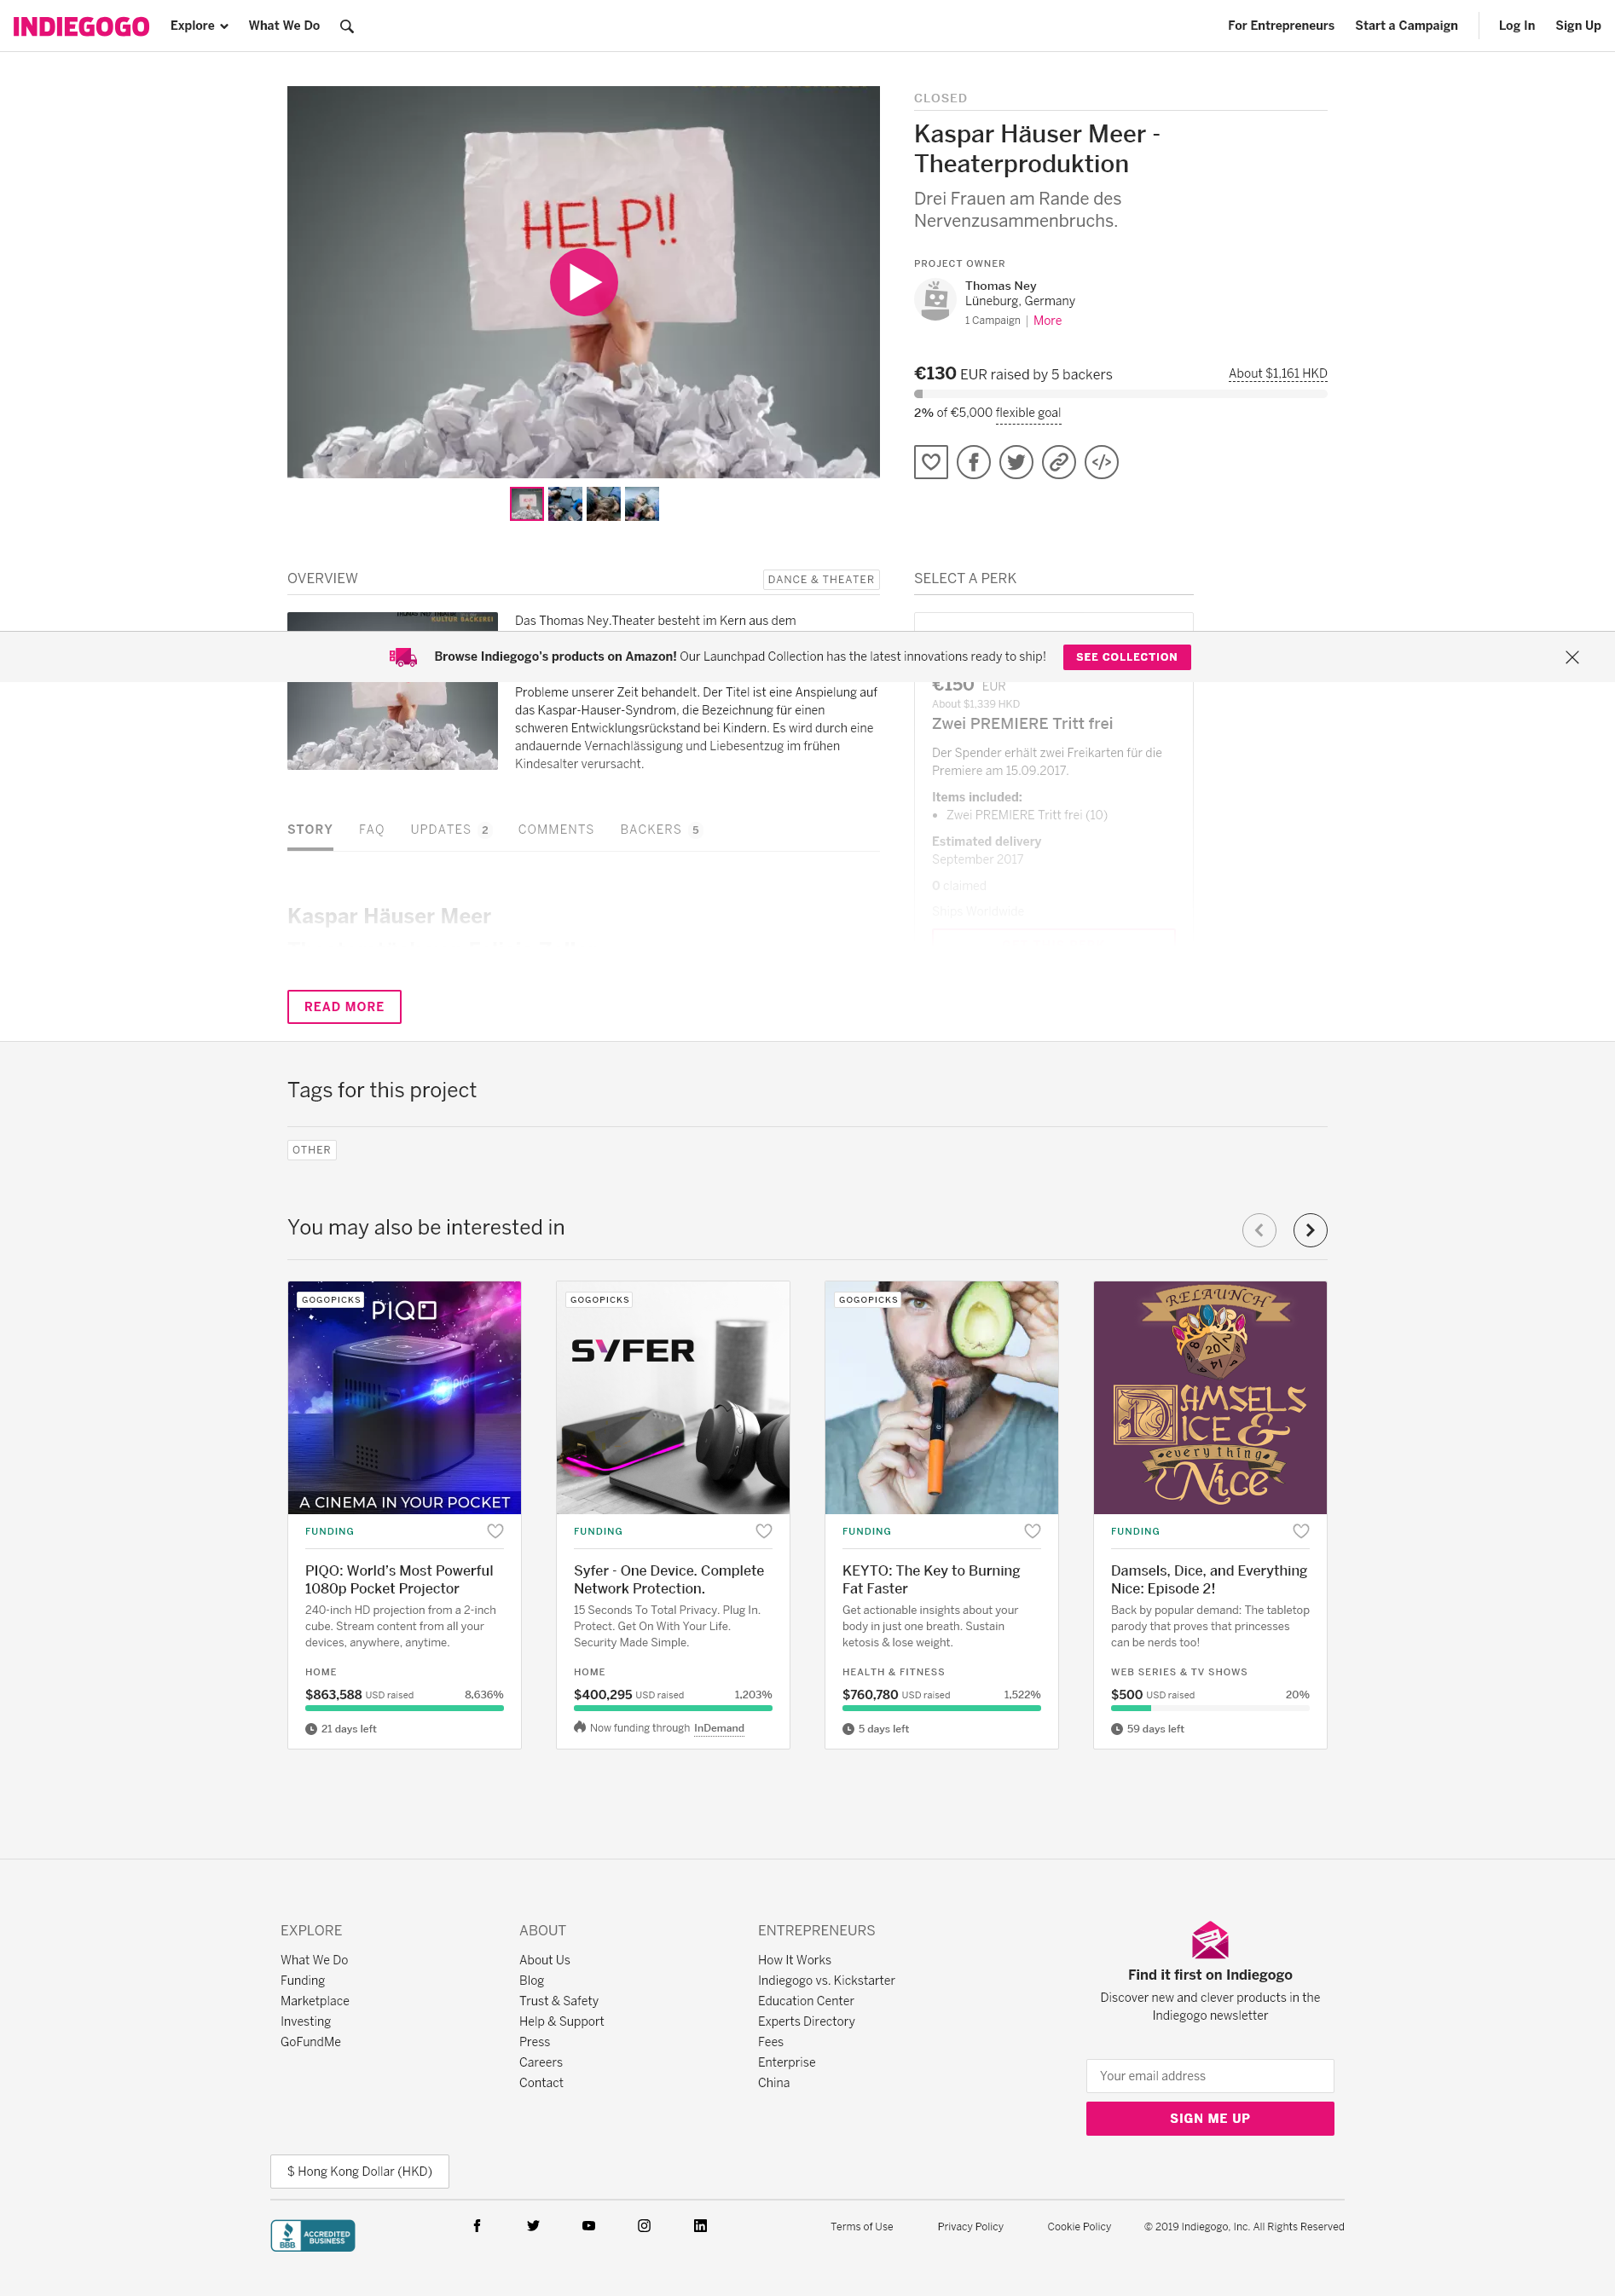 INDIEGOGO
Explore
What We Do
For Entrepreneurs
Start a Campaign
Log In
Sign Up
HELP!!
CLOSED
Kaspar Häuser Meer -
Theaterproduktion
Drei Frauen am Rande des
Nervenzusammenbruchs.
PROJECT OWNER
Thomas Ney
Lüneburg, Germany
1 Campaign | More
€130 EUR raised by 5 backers
About $1,161 HKD
2% of €5,000 flexible goal
OVERVIEW
DANCE & THEATER
SELECT A PERK
KULTUR BÄCKEREI
Das Thomas Ney.Theater besteht im Kern aus dem
Browse Indiegogo's products on Amazon! Our Launchpad Collection has the latest innovations ready to ship!
SEE COLLECTION
Probleme unserer Zeit behandelt. Der Titel ist eine Anspielung auf
das Kaspar-Hauser-Syndrom, die Bezeichnung für einen
schweren Entwicklungsrückstand bei Kindern. Es wird durch eine
andauernde Vernachlässigung und Liebesentzug im frühen
Kindesalter verursacht.
€150 EUR
About $1,339 HKD
Zwei PREMIERE Tritt frei
Der Spender erhält zwei Freikarten für die
Premiere am 15.09.2017.
Items included:
Zwei PREMIERE Tritt frei (10)
Estimated delivery
September 2017
0 claimed
Ships Worldwide
STORY
FAQ
UPDATES 2
COMMENTS
BACKERS 5
Kaspar Häuser Meer
READ MORE
Tags for this project
OTHER
You may also be interested in
GOGOPICKS
PIQO
PIQO
A CINEMA IN YOUR POCKET
FUNDING
PIQO: World's Most Powerful
1080p Pocket Projector
240-inch HD projection from a 2-inch
cube. Stream content from all your
devices, anywhere, anytime.
HOME
$863,588 USD raised
8,636%
21 days left
GOGOPICKS
SYFER
FUNDING
Syfer - One Device. Complete
Network Protection.
15 Seconds To Total Privacy. Plug In.
Protect. Get On With Your Life.
Security Made Simple.
HOME
$400,295 USD raised
1,203%
Now funding through InDemand
GOGOPICKS
FUNDING
KEYTO: The Key to Burning
Fat Faster
Get actionable insights about your
body in just one breath. Sustain
ketosis & lose weight.
HEALTH & FITNESS
$760,780 USD raised
1,522%
5 days left
RELAUNCH
20
DAMSELS
DICE &
everything
Nice
FUNDING
Damsels, Dice, and Everything
Nice: Episode 2!
Back by popular demand: The tabletop
parody that proves that princesses
can be nerds too!
WEB SERIES & TV SHOWS
$500 USD raised
20%
59 days left
EXPLORE
What We Do
Funding
Marketplace
Investing
GoFundMe
ABOUT
About Us
Blog
Trust & Safety
Help & Support
Press
Careers
Contact
ENTREPRENEURS
How It Works
Indiegogo vs. Kickstarter
Education Center
Experts Directory
Fees
Enterprise
China
Find it first on Indiegogo
Discover new and clever products in the
Indiegogo newsletter
Your email address
SIGN ME UP
$ Hong Kong Dollar (HKD)
BBB
ACCREDITED
BUSINESS
Terms of Use
Privacy Policy
Cookie Policy
© 2019 Indiegogo, Inc. All Rights Reserved